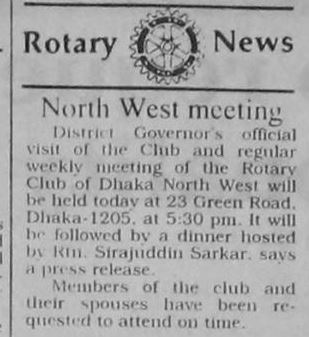 Rotary News
North West meeting
District Governor's official
visit of the Club and regular
weekly meeting of the Rotary
Club of Dhaka North West will
be held today at 23 Green Road,
Dhaka-1205, at 5:30 pm. It will
be followed by a dinner hosted
by Rtn. Sirajuddin Sarkar, says
a press release.
Members of the club and
their spouses have been re-
quested to attend on time.